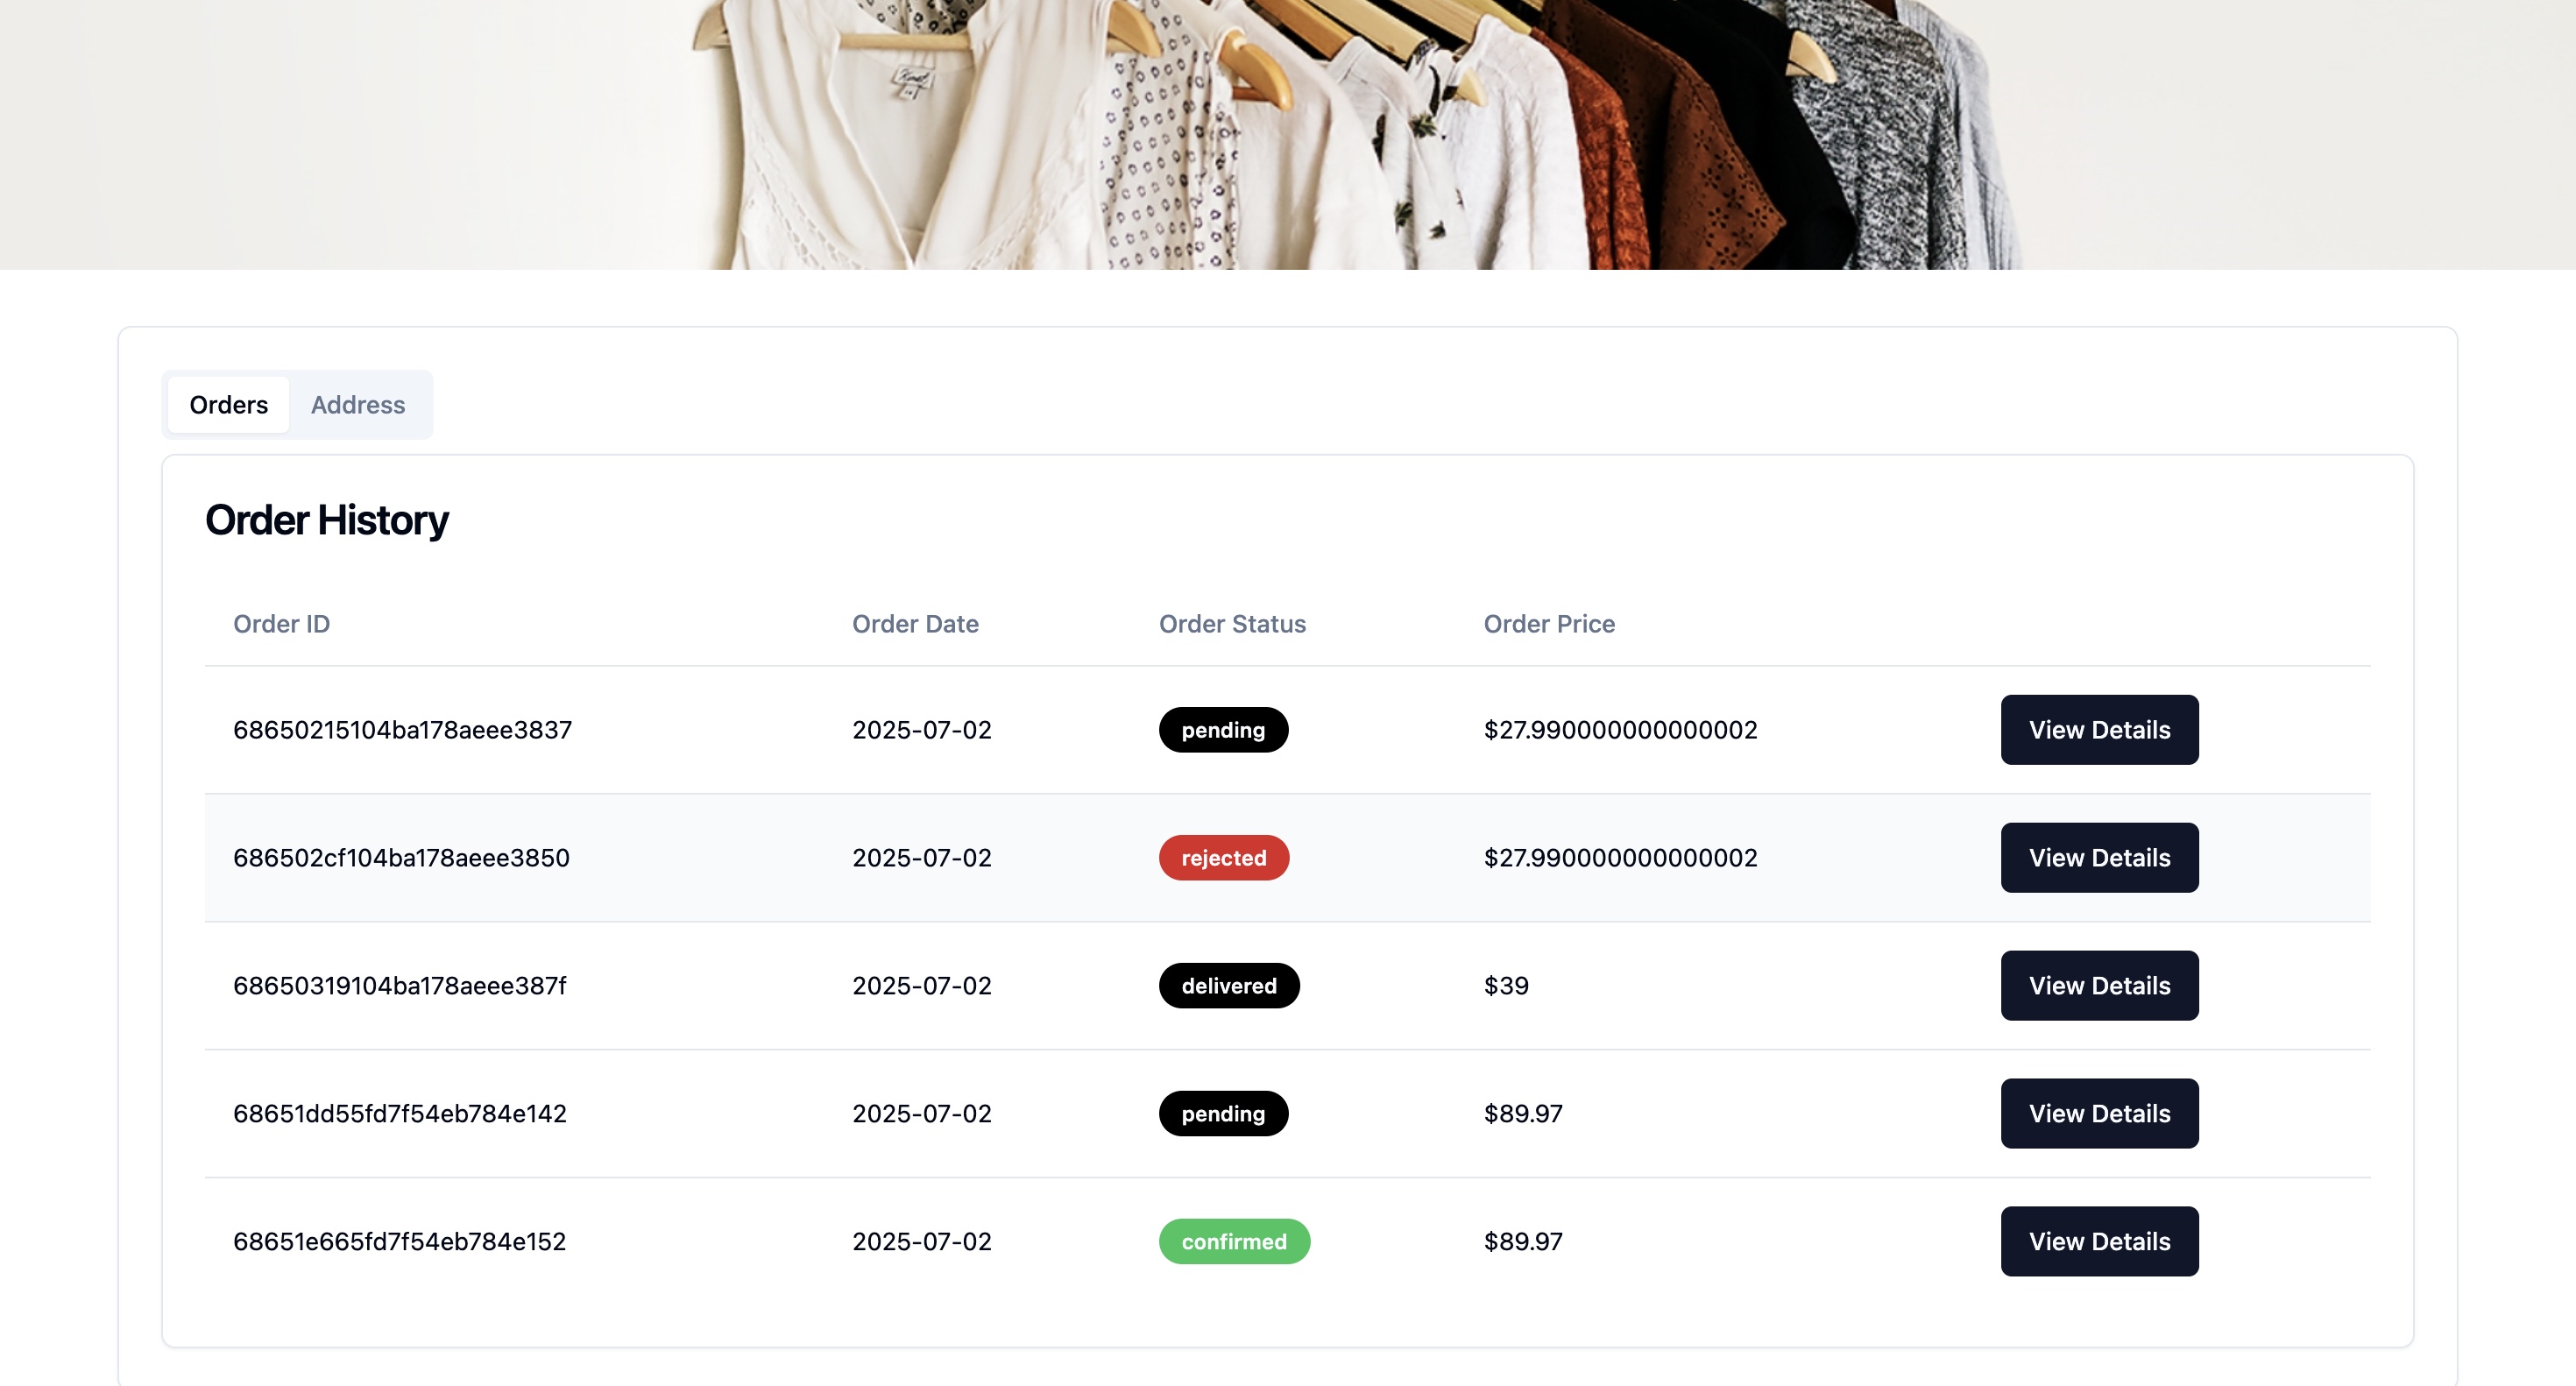 Orders Address
Order History
Order ID Order Date Order Status Order Price
68650215104ba178aeee3837 2025-07-02 pending $27.990000000000002 View Details
686502cf104ba178aeee3850 2025-07-02 rejected $27.990000000000002 View Details
68650319104ba178aeee387f 2025-07-02 delivered $39 View Details
68651dd55fd7f54eb784e142 2025-07-02 pending $89.97 View Details
68651e665fd7f54eb784e152 2025-07-02 confirmed $89.97 View Details